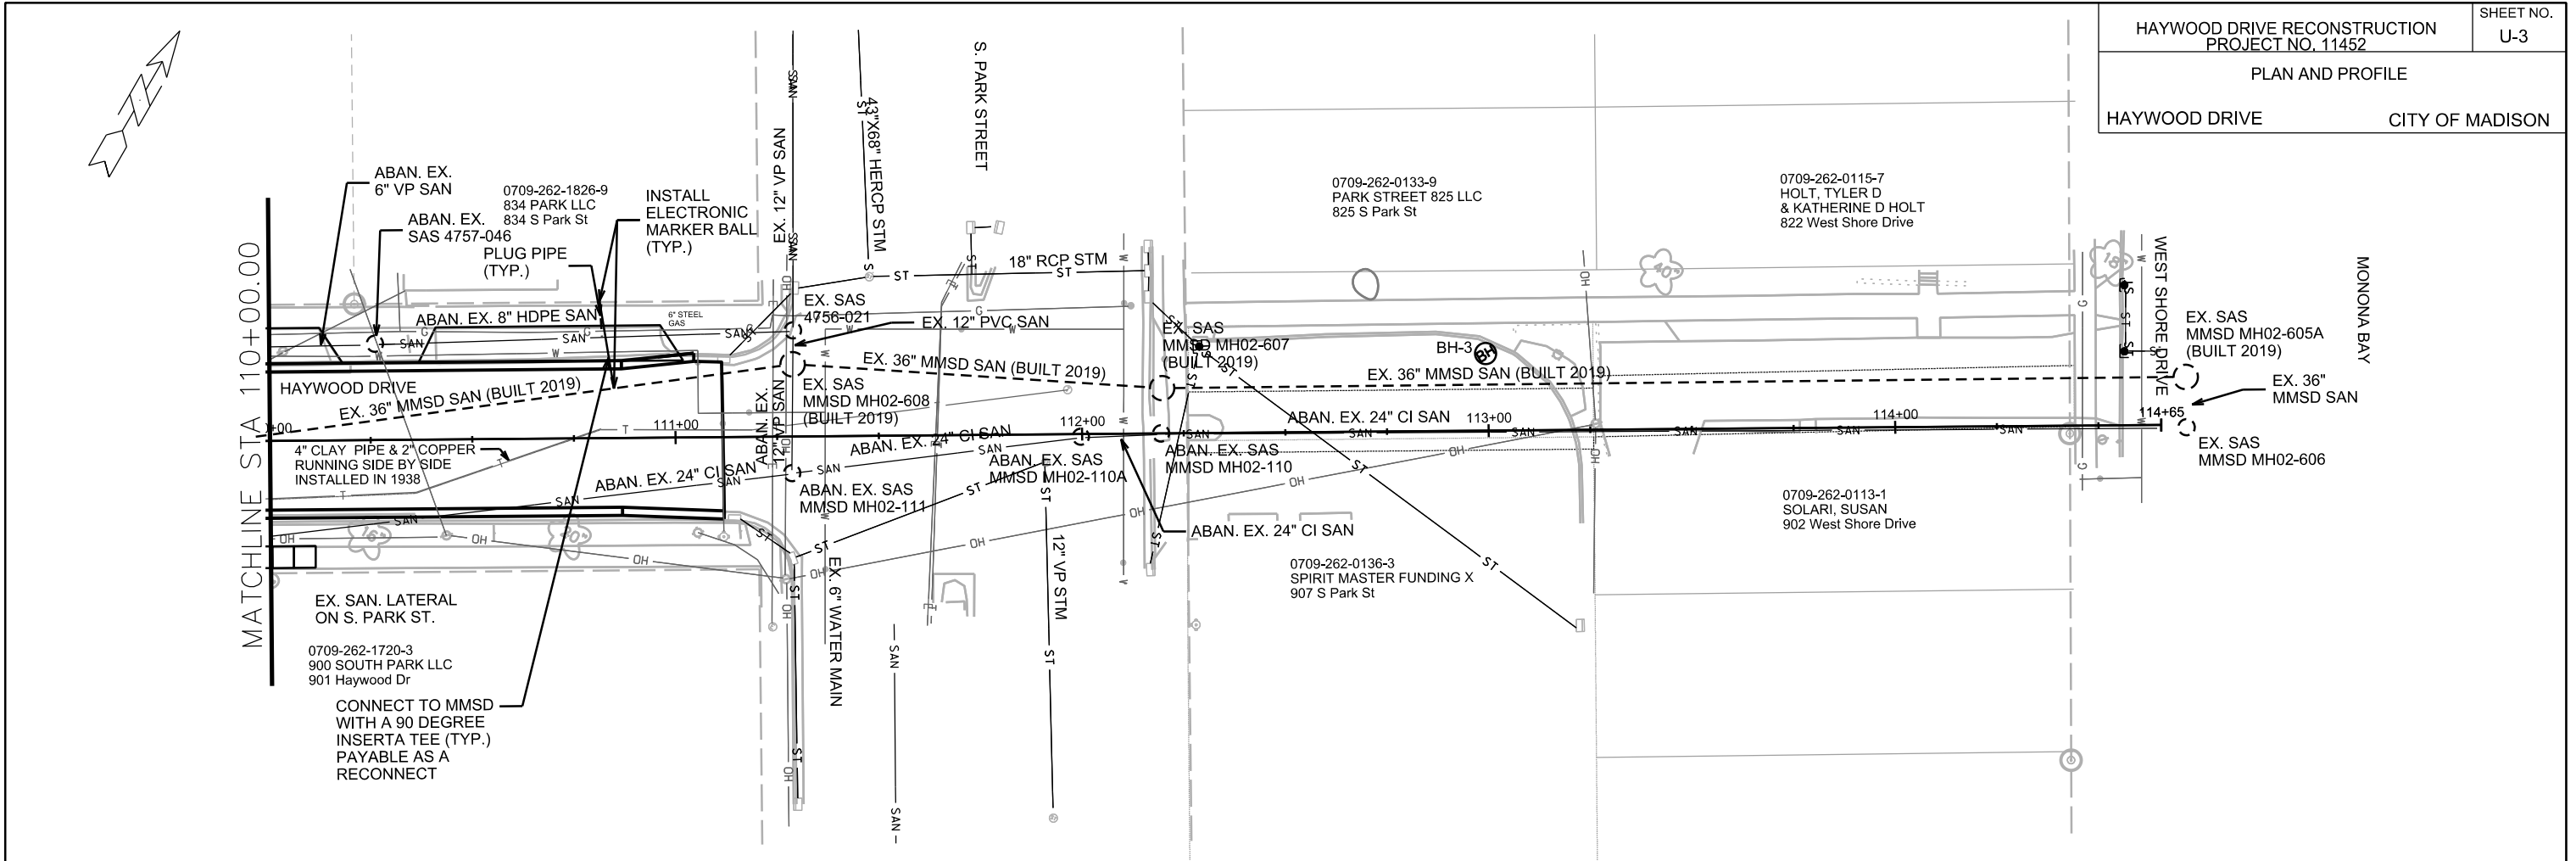 HAYWOOD DRIVE RECONSTRUCTION
PROJECT NO. 11452
SHEET NO.
U-3
PLAN AND PROFILE
HAYWOOD DRIVE
CITY OF MADISON
MATCHLINE STA 110+00.00
ABAN. EX.
6" VP SAN
0709-262-1826-9
834 PARK LLC
834 S Park St
ABAN. EX.
SAS 4757-046
PLUG PIPE
(TYP.)
INSTALL
ELECTRONIC
MARKER BALL
(TYP.)
EX. 12" VP SAN
43"X68" HERCP STM
S. PARK STREET
18" RCP STM
ABAN. EX. 8" HDPE SAN
6" STEEL
GAS
EX. SAS
4756-021
EX. 12" PVC SAN
HAYWOOD DRIVE
EX. 36" MMSD SAN (BUILT 2019)
EX. SAS
MMSD MH02-608
(BUILT 2019)
EX. 36" MMSD SAN (BUILT 2019)
EX. SAS
MMSD MH02-607
(BUILT 2019)
0709-262-0133-9
PARK STREET 825 LLC
825 S Park St
BH-3
BH
EX. 36" MMSD SAN (BUILT 2019)
0709-262-0115-7
HOLT, TYLER D
& KATHERINE D HOLT
822 West Shore Drive
40"
18"
WEST SHORE DRIVE
MONONA BAY
EX. SAS
MMSD MH02-605A
(BUILT 2019)
EX. 36"
MMSD SAN
EX. SAS
MMSD MH02-606
+00
111+00
112+00
113+00
114+00
114+65
4" CLAY PIPE & 2" COPPER
RUNNING SIDE BY SIDE
INSTALLED IN 1938
ABAN. EX.
12" VP SAN
ABAN. EX. 24" CI SAN
ABAN. EX. 24" CI SAN
ABAN. EX. 24" CI SAN
ABAN. EX. SAS
MMSD MH02-111
ABAN. EX. SAS
MMSD MH02-110A
ABAN. EX. SAS
MMSD MH02-110
ABAN. EX. 24" CI SAN
16"
EX. 6" WATER MAIN
12" VP STM
0709-262-0136-3
SPIRIT MASTER FUNDING X
907 S Park St
0709-262-0113-1
SOLARI, SUSAN
902 West Shore Drive
EX. SAN. LATERAL
ON S. PARK ST.
0709-262-1720-3
900 SOUTH PARK LLC
901 Haywood Dr
CONNECT TO MMSD
WITH A 90 DEGREE
INSERTA TEE (TYP.)
PAYABLE AS A
RECONNECT